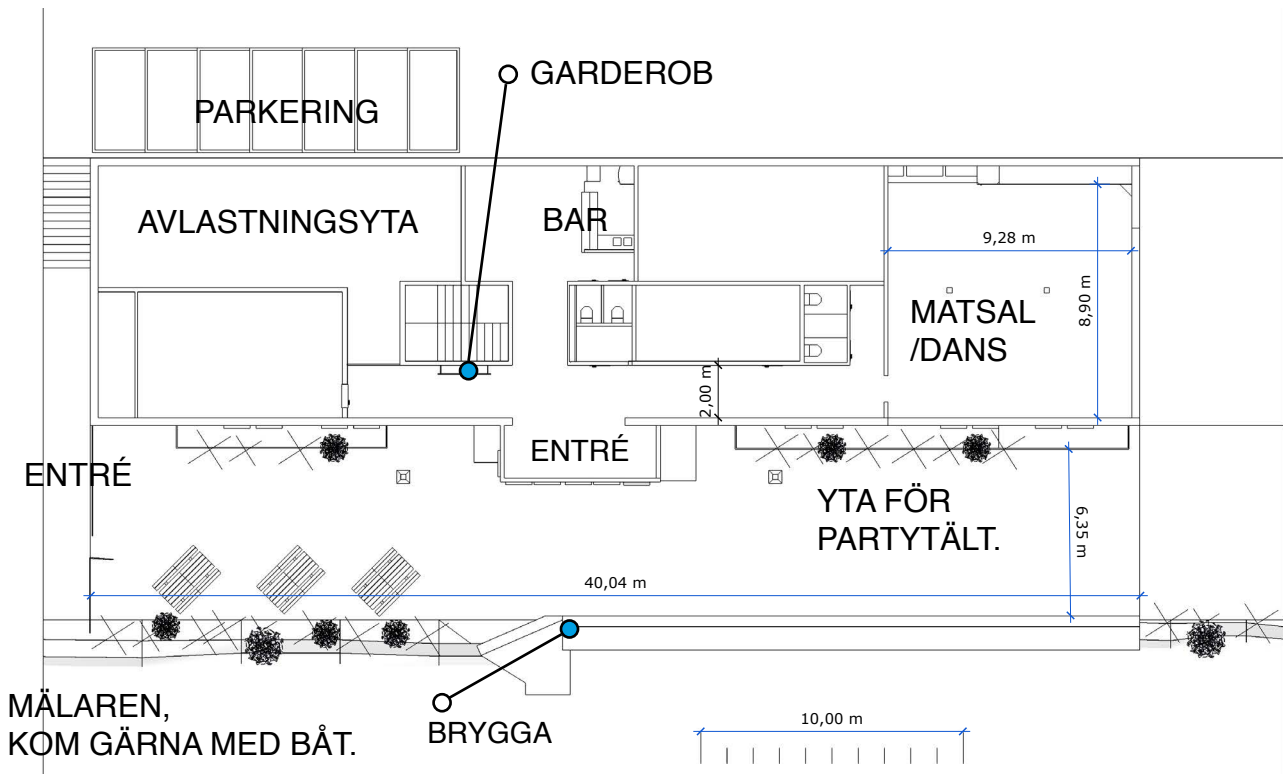 GARDEROB
PARKERING
AVLASTNINGSYTA
BAR
9,28 m
8,90 m
MATSAL
/DANS
2,00 m
ENTRÉ
ENTRÉ
YTA FÖR
PARTYTÄLT.
6,35 m
40,04 m
MÄLAREN,
KOM GÄRNA MED BÅT.
BRYGGA
10,00 m